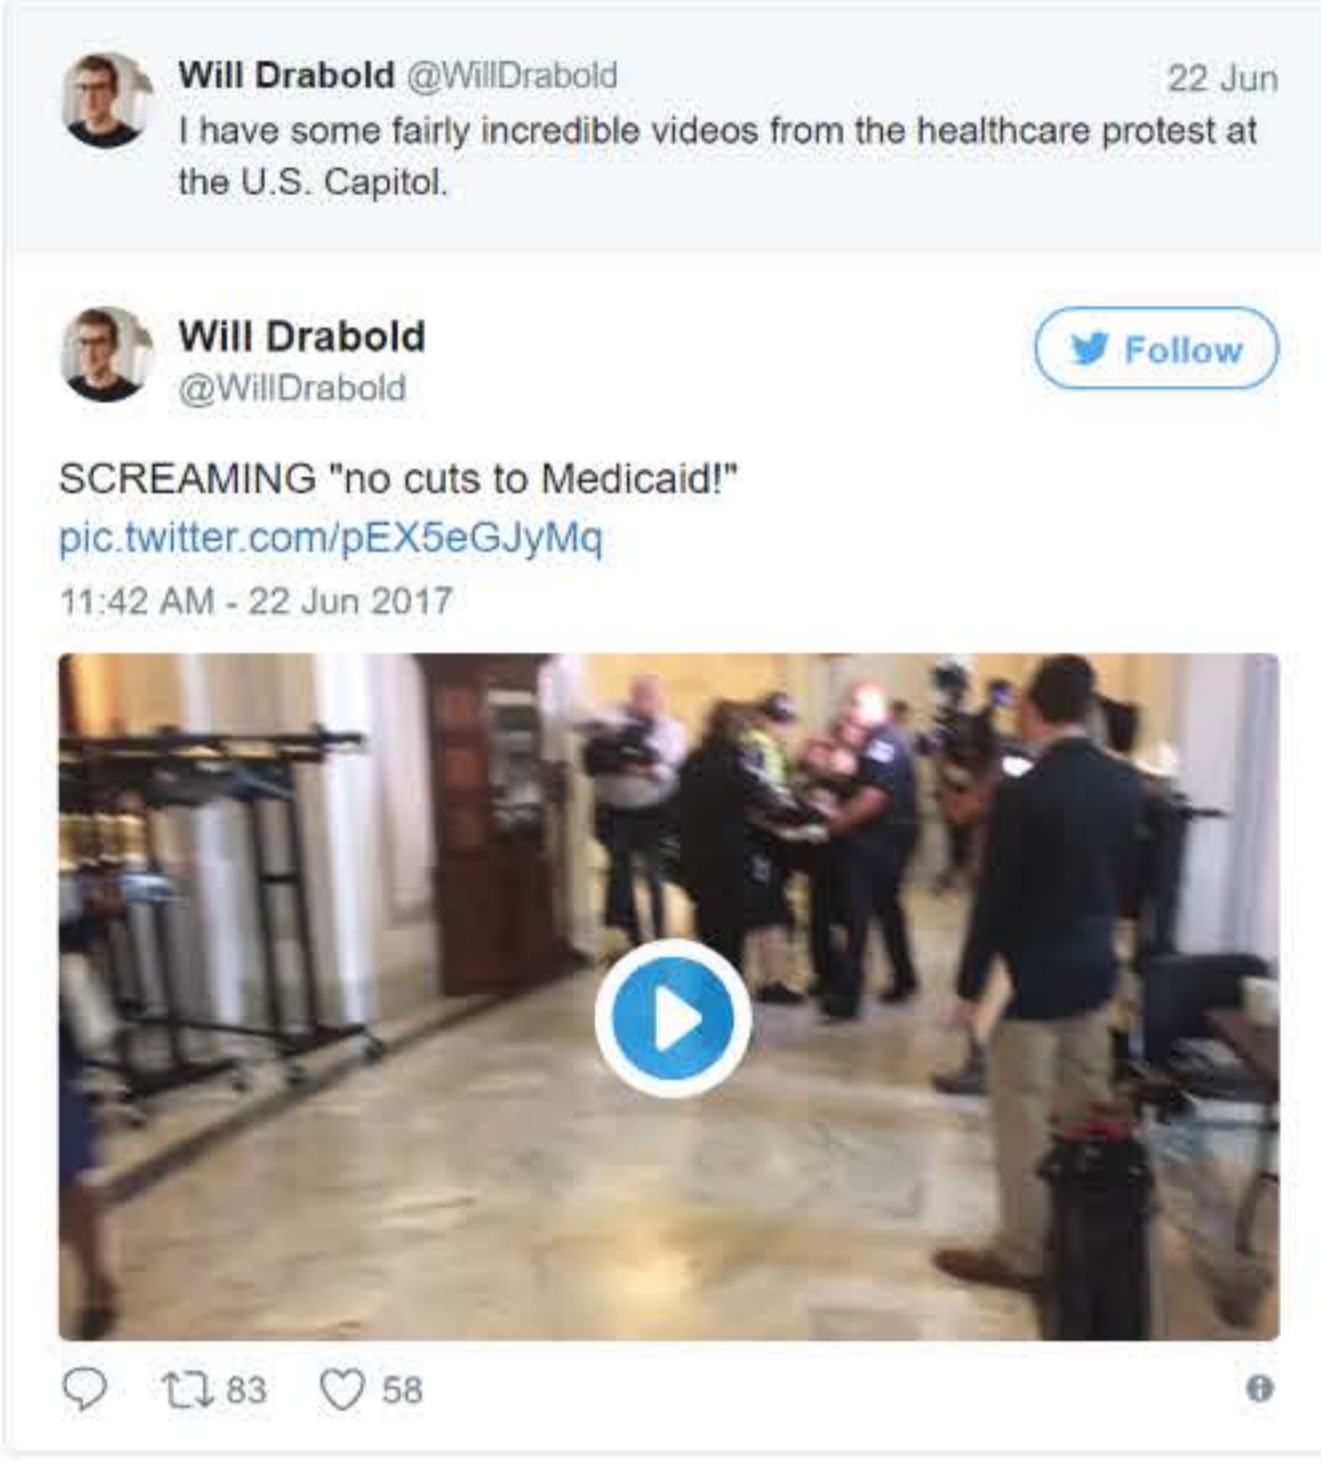 Will Drabold @WillDrabold 22 Jun
I have some fairly incredible videos from the healthcare protest at
the U.S. Capitol.
Will Drabold
@WillDrabold
Follow
SCREAMING "no cuts to Medicaid!"
pic.twitter.com/pEX5eGJyMq
11:42 AM - 22 Jun 2017
83 58